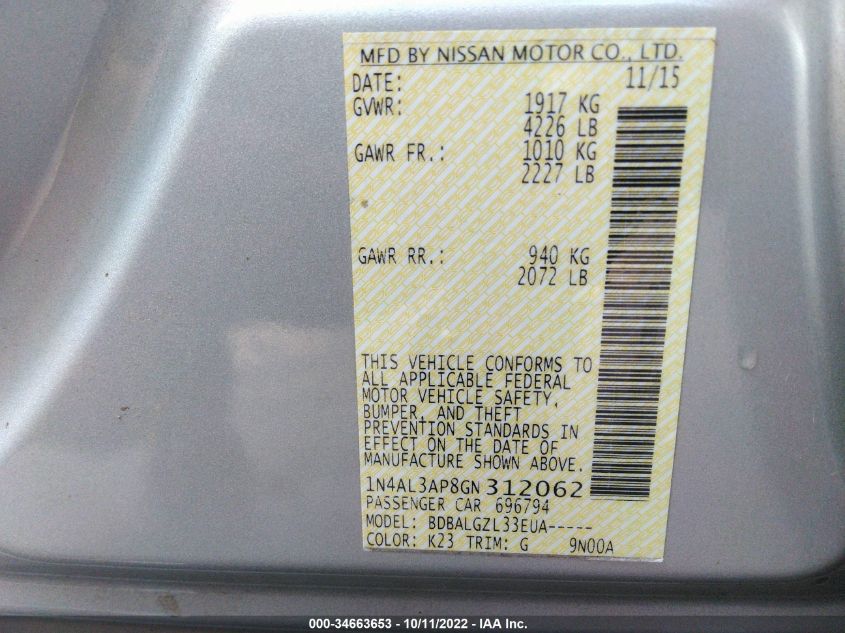 MFD BY NISSAN MOTOR CO., LTD.
DATE: 11/15
GVWR: 1917 KG
4226 LB
GAWR FR.: 1010 KG
2227 LB
GAWR RR.: 940 KG
2072 LB
THIS VEHICLE CONFORMS TO
ALL APPLICABLE FEDERAL
MOTOR VEHICLE SAFETY,
BUMPER, AND THEFT
PREVENTION STANDARDS IN
EFFECT ON THE DATE OF
MANUFACTURE SHOWN ABOVE.
1N4AL3AP8GN312062
PASSENGER CAR 696794
MODEL: BDBALGZL33EUA-----
COLOR: K23 TRIM: G 9N00A
000-34663653 - 10/11/2022 - IAA Inc.